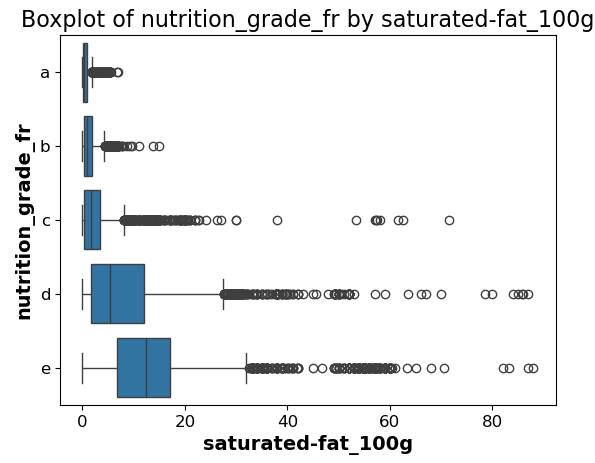 Boxplot of nutrition_grade_fr by saturated-fat_100g
nutrition_grade_fr
a
b
c
d
e
0 20 40 60 80
saturated-fat_100g